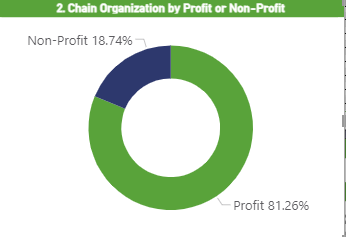 2. Chain Organization by Profit or Non-Profit
Non-Profit 18.74%
Profit 81.26%